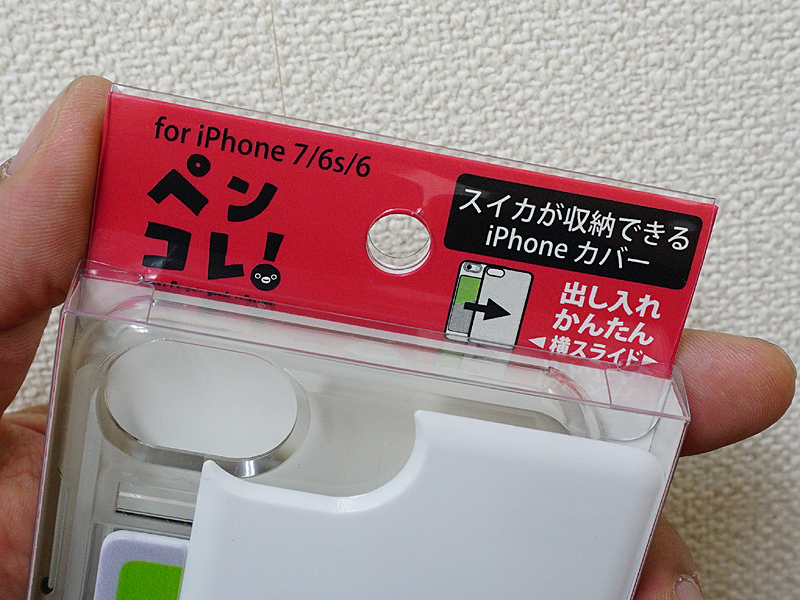 for iPhone 7/6s/6
ペン
コレ!
スイカが収納できる
iPhone カバー
出し入れ
かんたん
横スライド